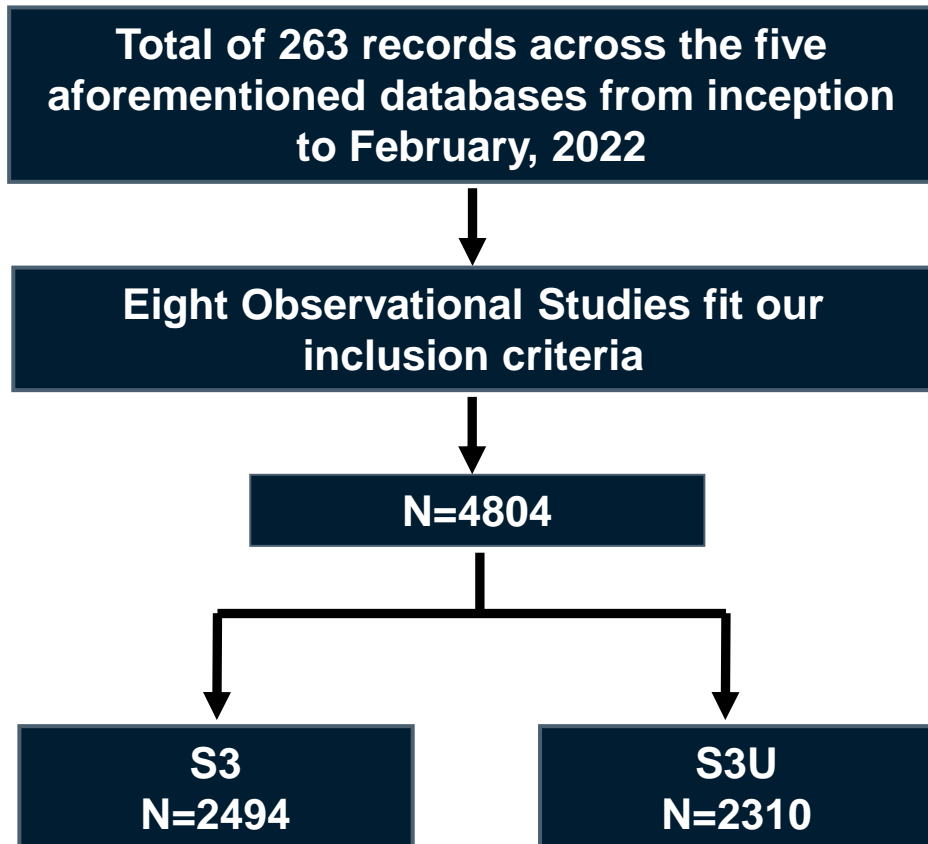 Total of 263 records across the five
aforementioned databases from inception
to February, 2022
Eight Observational Studies fit our
inclusion criteria
N=4804
S3
N=2494
S3U
N=2310